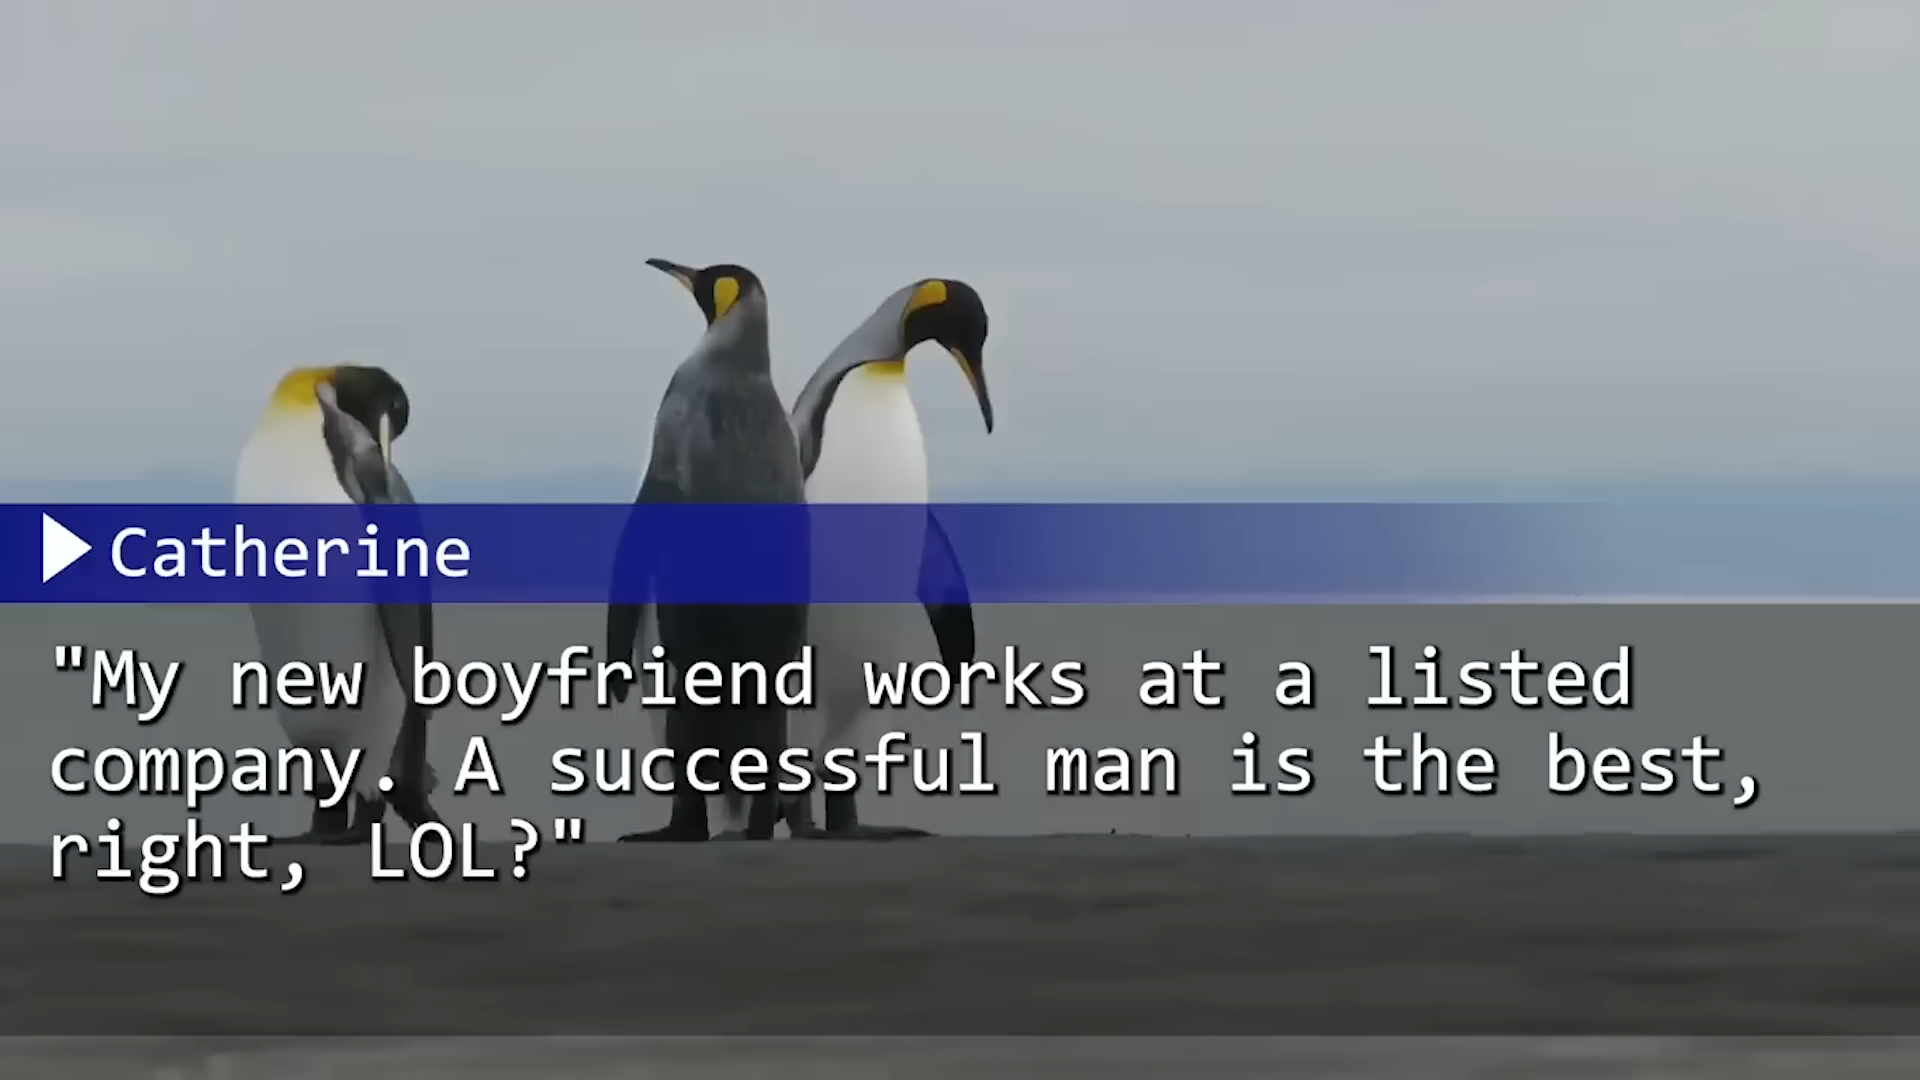 Catherine
"My new boyfriend works at a listed
company. A successful man is the best,
right, LOL?"